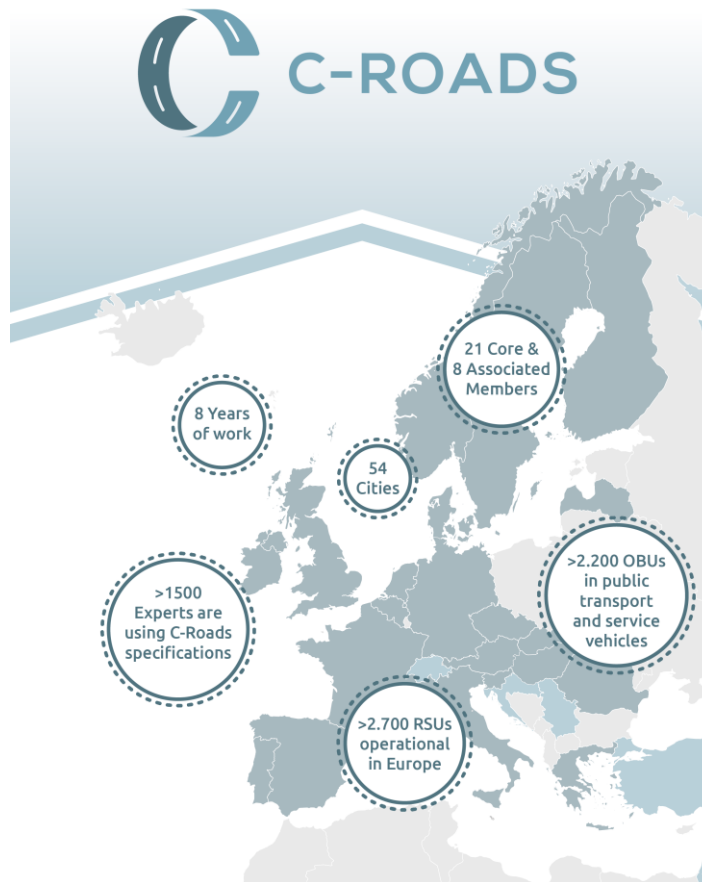 C-ROADS
21 Core &
8 Associated
Members
8 Years
of work
54
Cities
>2.200 OBUs
in public
transport
and service
vehicles
>1500
Experts are
using C-Roads
specifications
>2.700 RSUs
operational
in Europe